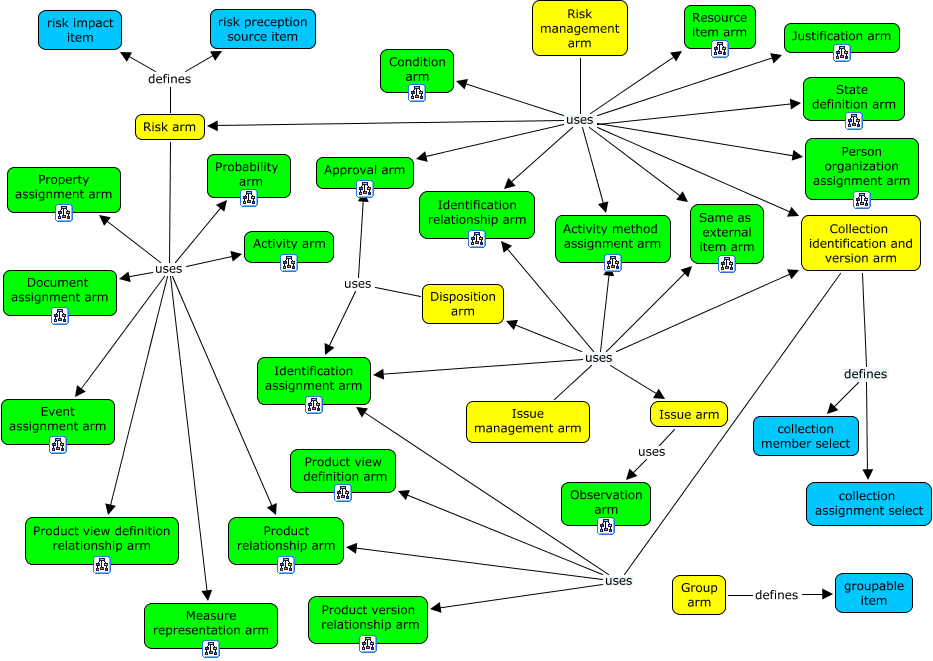 risk impact
item
risk preception
source item
Risk
management
arm
Resource
item arm
Justification arm
defines
Condition
arm
State
definition arm
Risk arm
uses
Person
organization
assignment arm
Property
assignment arm
Probability
arm
Approval arm
Identification
relationship arm
Activity method
assignment arm
Same as
external
item arm
Collection
identification and
version arm
Activity arm
uses
Document
assignment arm
uses
Disposition
arm
Identification
assignment arm
uses
defines
Event
assignment arm
Issue
management arm
Issue arm
collection
member select
uses
Product view
definition arm
Observation
arm
collection
assignment select
Product view definition
relationship arm
Product
relationship arm
uses
Group
arm
defines
groupable
item
Measure
representation arm
Product version
relationship arm